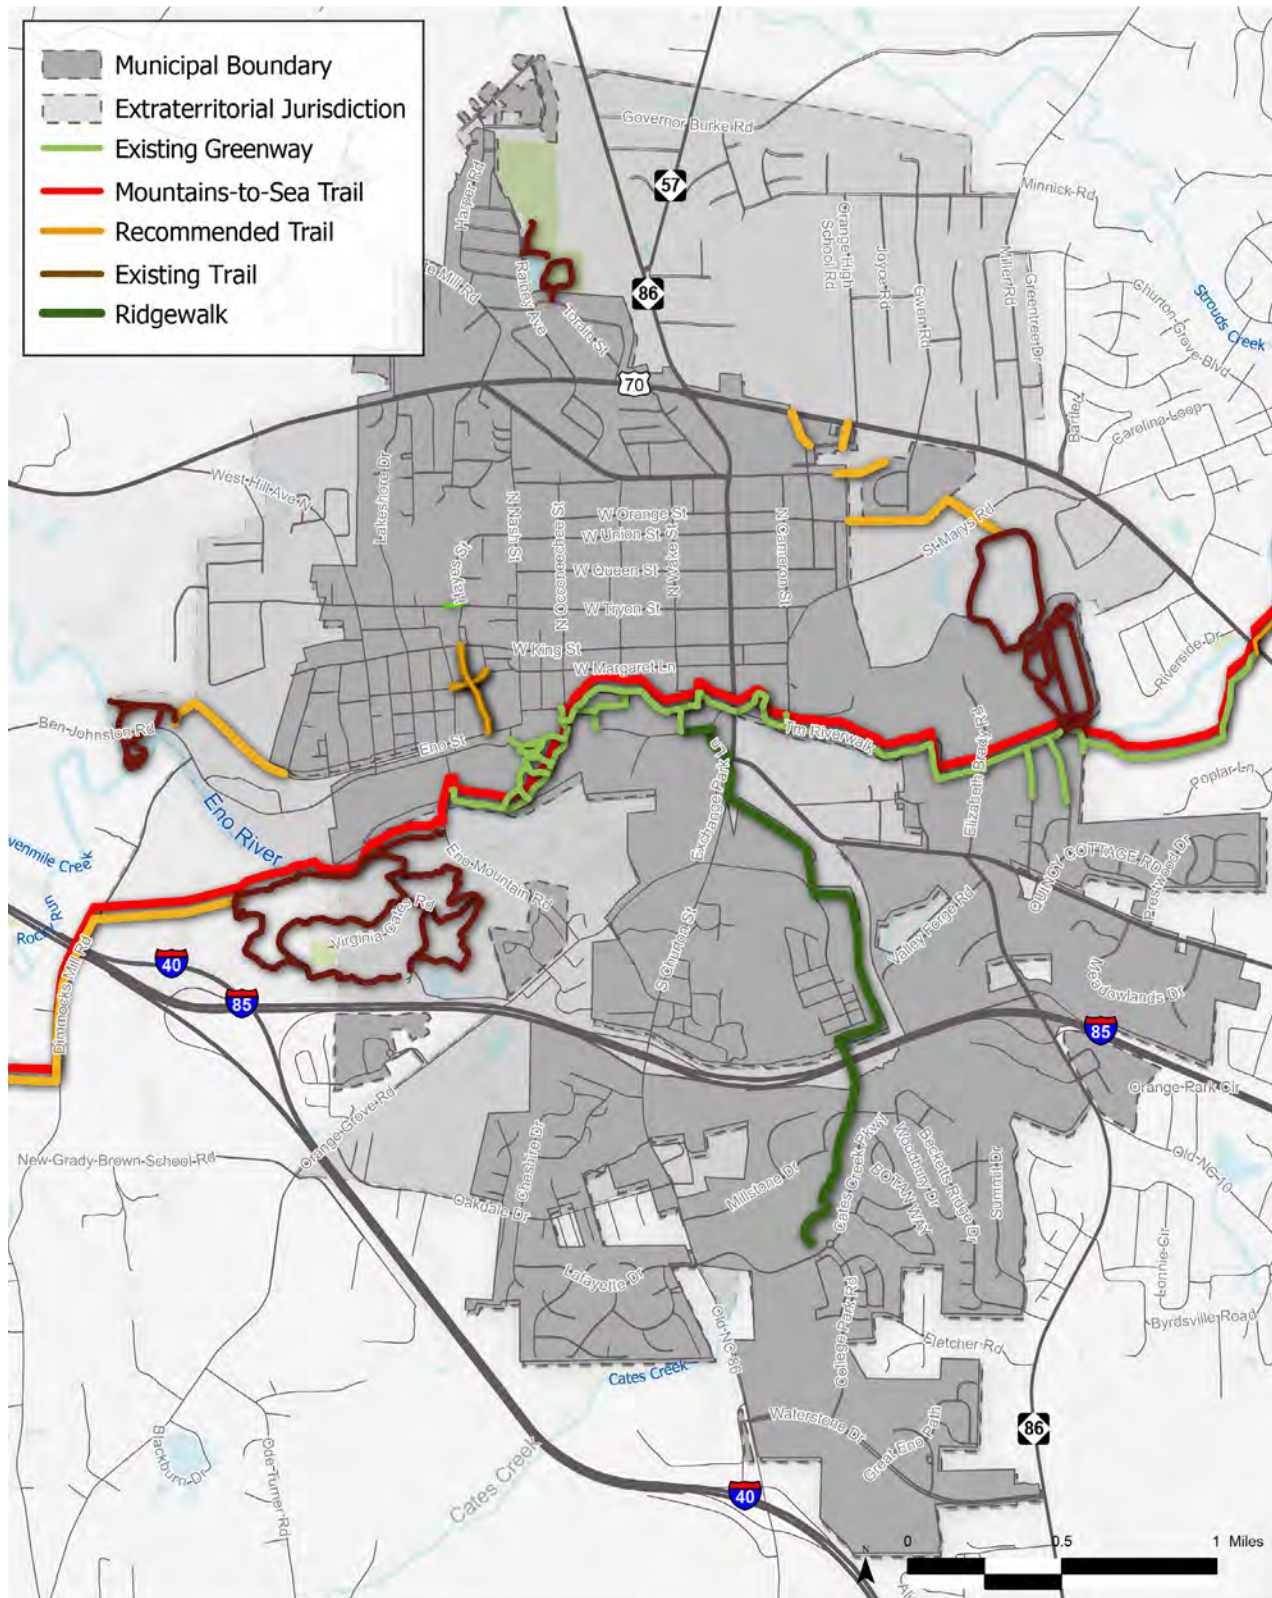 Municipal Boundary
Extraterritorial Jurisdiction
Existing Greenway
Mountains-to-Sea Trail
Recommended Trail
Existing Trail
Ridgewalk
Governor Burke Rd
57
Minnick Rd
Harper Rd
Orange High
School Rd
Joyce Rd
Gwen Rd
Miller Rd
Greentree Dr
Churton Grove Blvd
Strouds Creek
Mill Rd
Rainey Ave
Torain St
86
70
Carolina Loop
West Hill Ave N
Lakeshore Dr
N Nash St
N Occoneechee St
W Orange St
W Union St
N Wake St
N Cameron St
St Marys Rd
Hayes St
W Queen St
W Tryon St
W King St
W Margaret Ln
Riverside Dr
Ben Johnston Rd
Eno St
Riverwalk
Elizabeth Brady Rd
Poplar Ln
Eno River
Exchange Park Ln
Eno Mountain Rd
QUINCY COTTAGE RD
Prestwood Dr
Virginia Cates Rd
Valley Forge Rd
S Churton St
Rocky Run
40
85
Dimmocks Mill Rd
Meadowlands Dr
85
Orange Park Cir
Orange Grove Rd
New Grady Brown School Rd
Cheshire Dr
Oakdale Dr
Millstone Dr
Cates Creek Pkwy
Woodbury Dr
Becketts Ridge Dr
BOTAN WAY
Summit Dr
Old NC 10
Lonnie Cir
Lafayette Dr
Old NC 86
College Park Rd
Fletcher Rd
Byrdsville Road
Cates Creek
Waterstone Dr
Great Eno Path
86
Blackburn Dr
Ode Turner Rd
Cates Creek
40
N
0 0.5 1 Miles